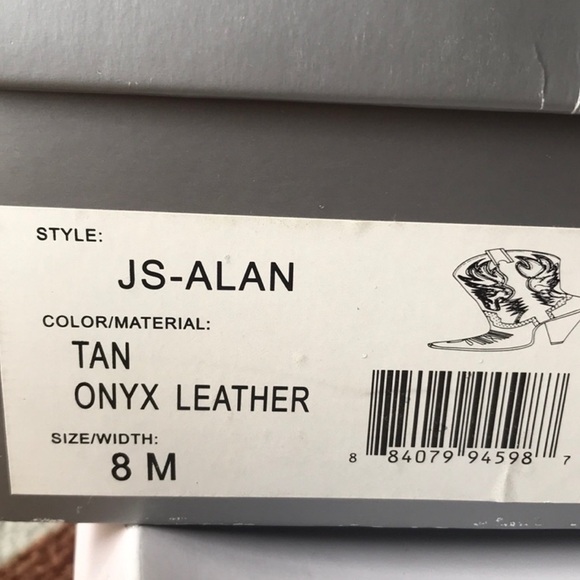 STYLE:
JS-ALAN
COLOR/MATERIAL:
TAN
ONYX LEATHER
SIZE/WIDTH:
8 M
8 84079 94598 7